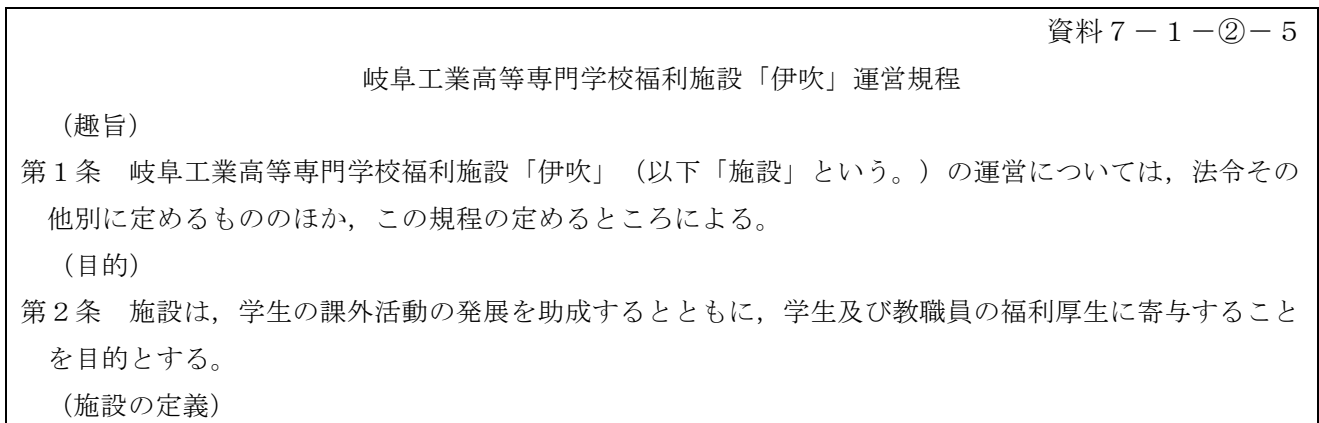 資料７－１－②－５
岐阜工業高等専門学校福利施設「伊吹」運営規程
（趣旨）
第１条　岐阜工業高等専門学校福利施設「伊吹」（以下「施設」という。）の運営については，法令その
他別に定めるもののほか，この規程の定めるところによる。
（目的）
第２条　施設は，学生の課外活動の発展を助成するとともに，学生及び教職員の福利厚生に寄与すること
を目的とする。
（施設の定義）